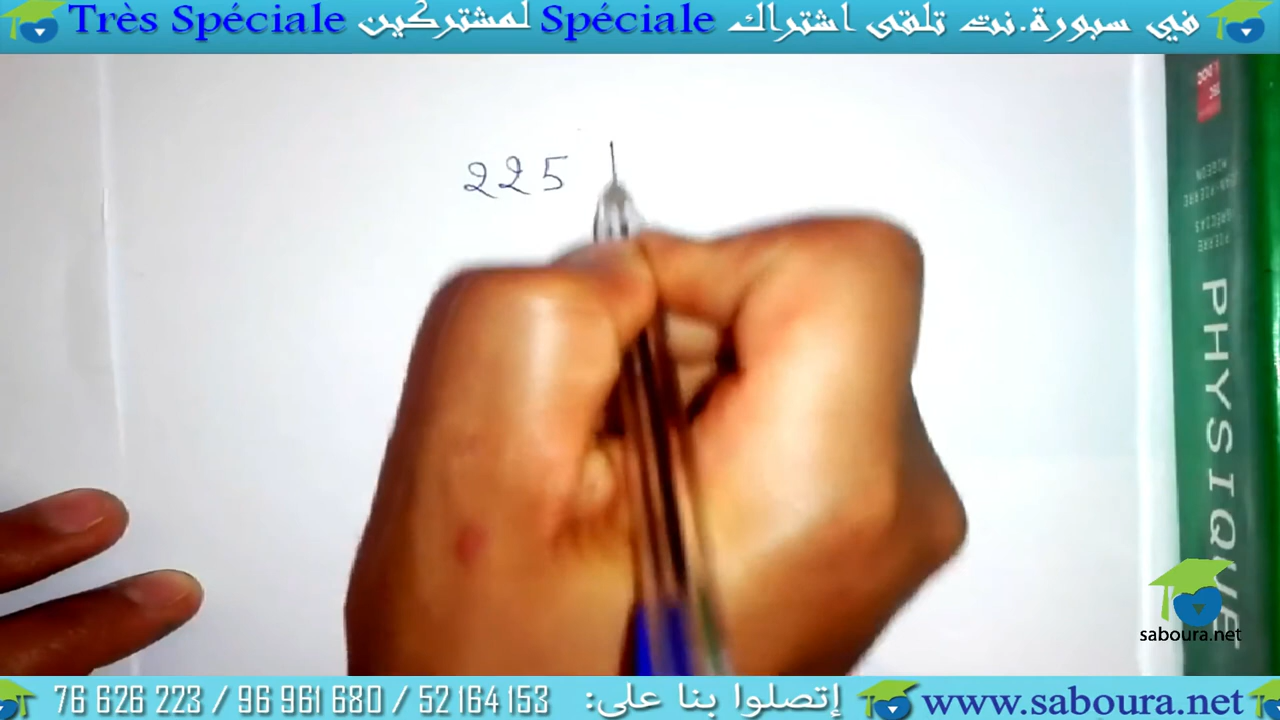 في سبورة.نت تلقى اشتراك Spéciale لمشتركين Très Spéciale
225
PHYSIQUE
saboura.net
76 626 223 / 96 961 680 / 52 164 153 إتصلوا بنا على: www.saboura.net